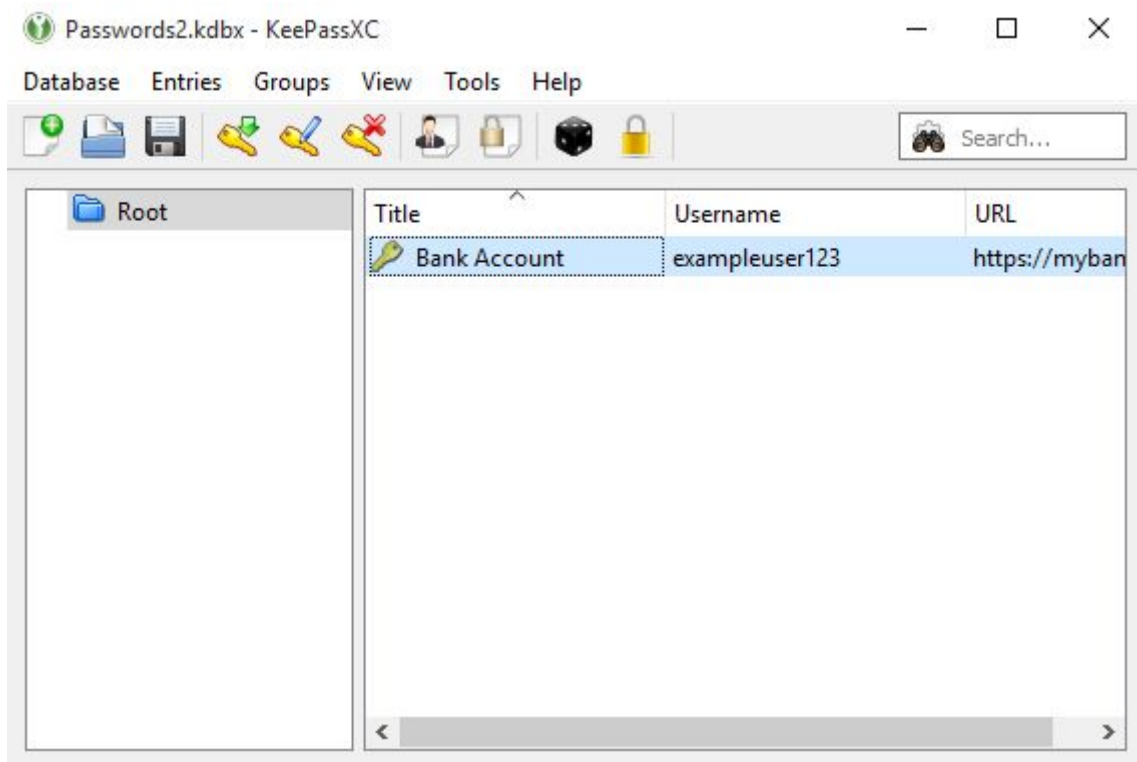 Passwords2.kdbx - KeePassXC
Database Entries Groups View Tools Help
Search...
Root
Title Username URL
Bank Account exampleuser123 https://myban